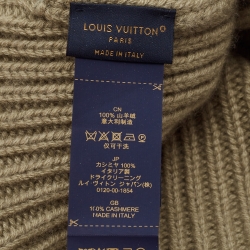 LOUIS VUITTON
PARIS
MADE IN ITALY
CN
100% 山羊绒
意大利制造
仅可干洗
JP
カシミヤ 100%
イタリア製
ドライクリーニング
ルイ・ヴィトン ジャパン(株)
0120-00-1854
GB
100% CASHMERE
MADE IN ITALY